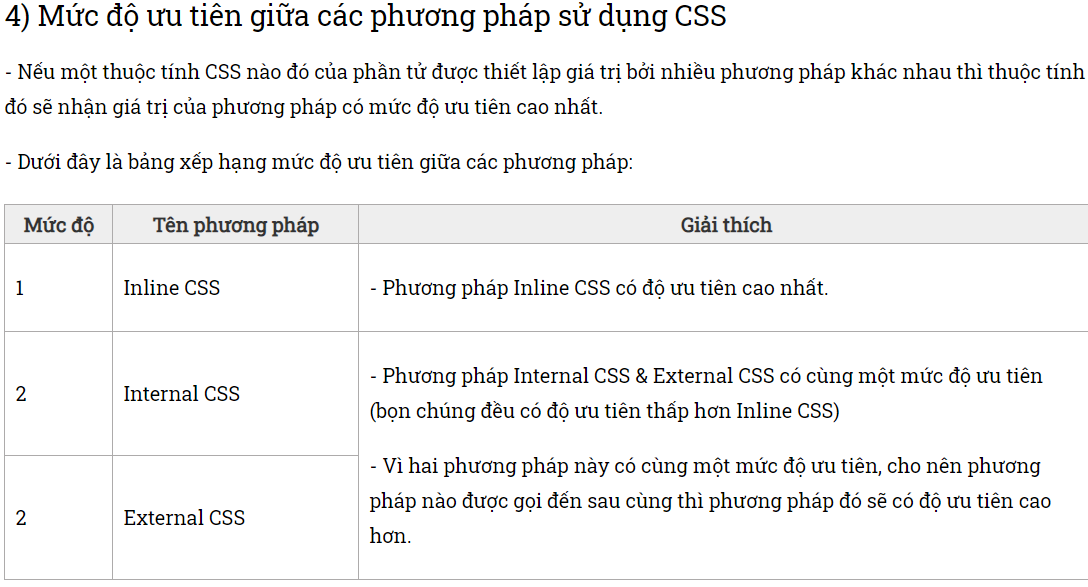 4) Mức độ ưu tiên giữa các phương pháp sử dụng CSS
- Nếu một thuộc tính CSS nào đó của phần tử được thiết lập giá trị bởi nhiều phương pháp khác nhau thì thuộc tính
đó sẽ nhận giá trị của phương pháp có mức độ ưu tiên cao nhất.
- Dưới đây là bảng xếp hạng mức độ ưu tiên giữa các phương pháp:
Mức độ Tên phương pháp Giải thích
1 Inline CSS - Phương pháp Inline CSS có độ ưu tiên cao nhất.
2 Internal CSS
- Phương pháp Internal CSS & External CSS có cùng một mức độ ưu tiên
(bọn chúng đều có độ ưu tiên thấp hơn Inline CSS)
- Vì hai phương pháp này có cùng một mức độ ưu tiên, cho nên phương
pháp nào được gọi đến sau cùng thì phương pháp đó sẽ có độ ưu tiên cao
hơn.
2 External CSS